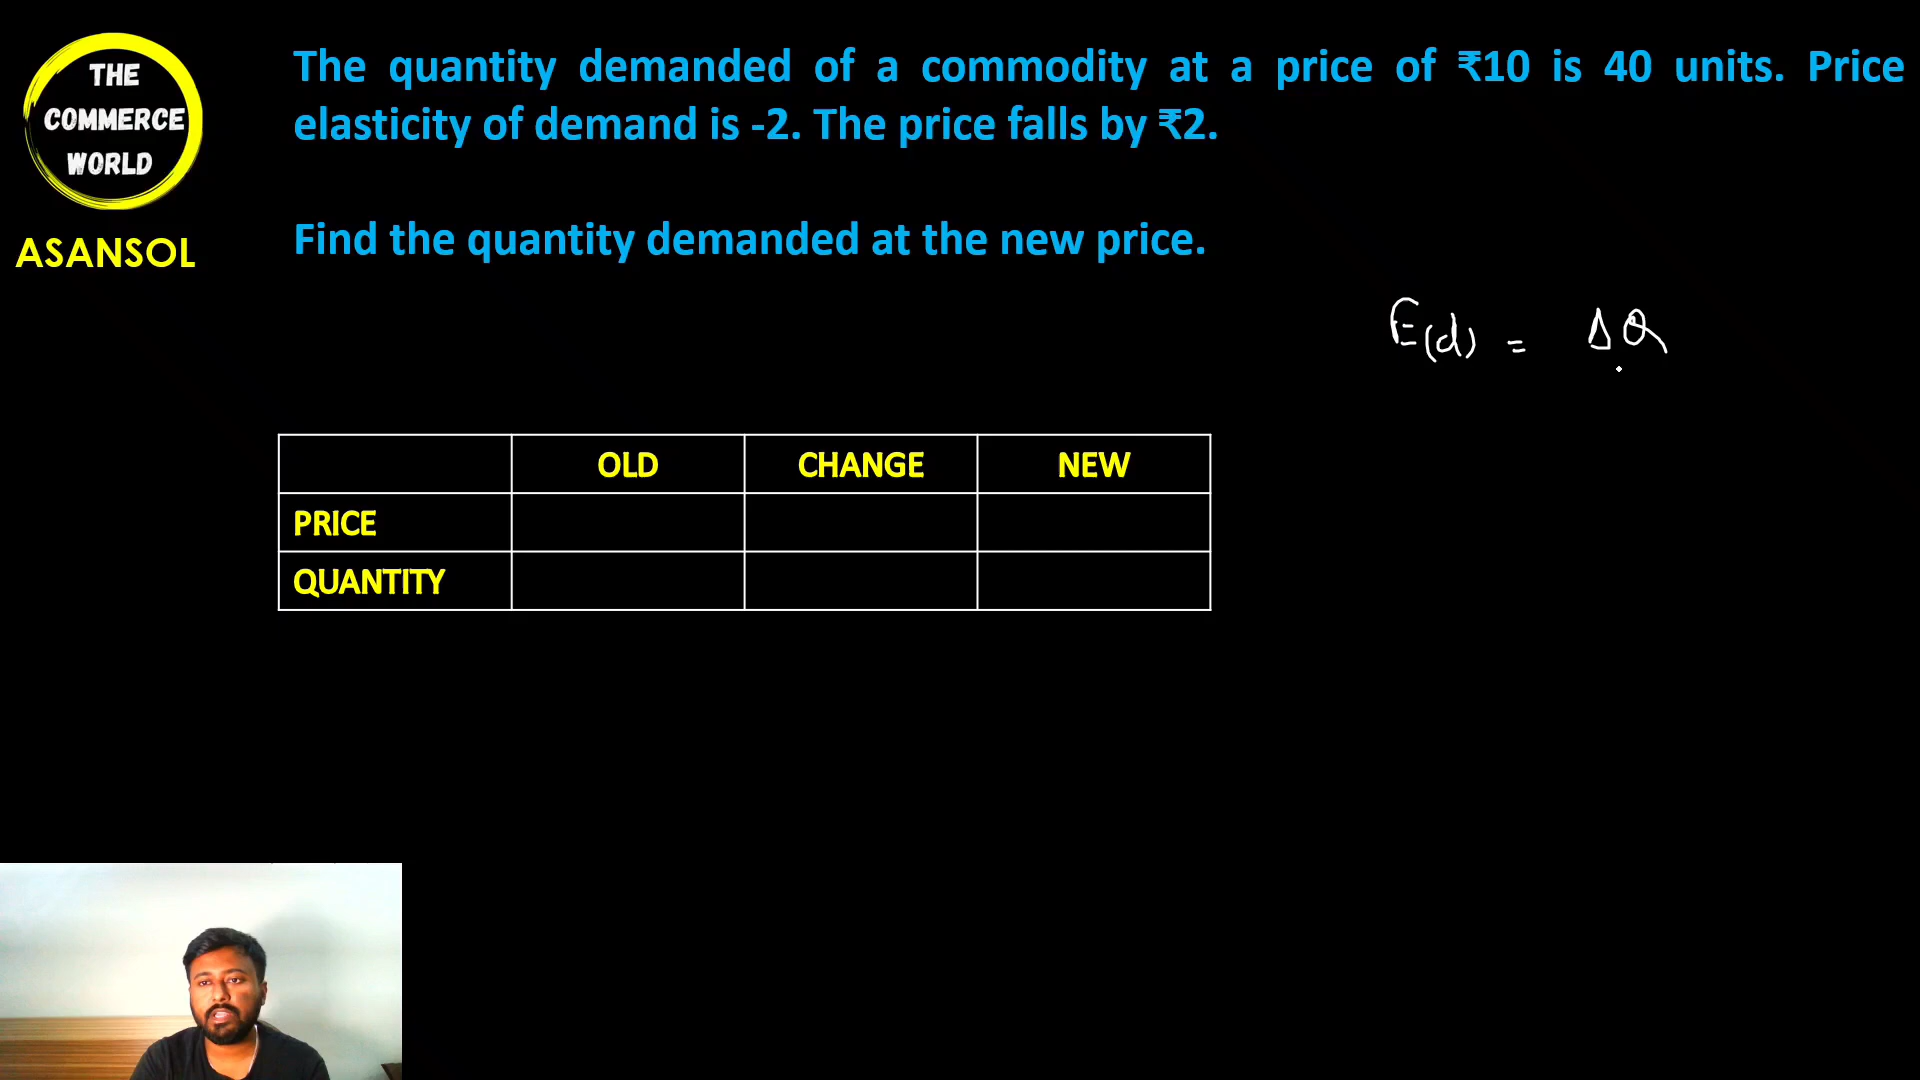 THE
COMMERCE
WORLD
ASANSOL
The quantity demanded of a commodity at a price of ₹10 is 40 units. Price
elasticity of demand is -2. The price falls by ₹2.
Find the quantity demanded at the new price.
E(d) = ΔQ
OLD CHANGE NEW
PRICE
QUANTITY